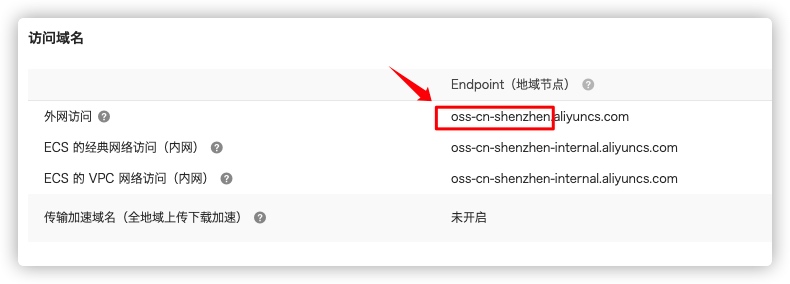 访问域名
Endpoint（地域节点） ?
外网访问 ? oss-cn-shenzhen.aliyuncs.com
ECS 的经典网络访问（内网） ? oss-cn-shenzhen-internal.aliyuncs.com
ECS 的 VPC 网络访问（内网） ? oss-cn-shenzhen-internal.aliyuncs.com
传输加速域名（全地域上传下载加速） ? 未开启